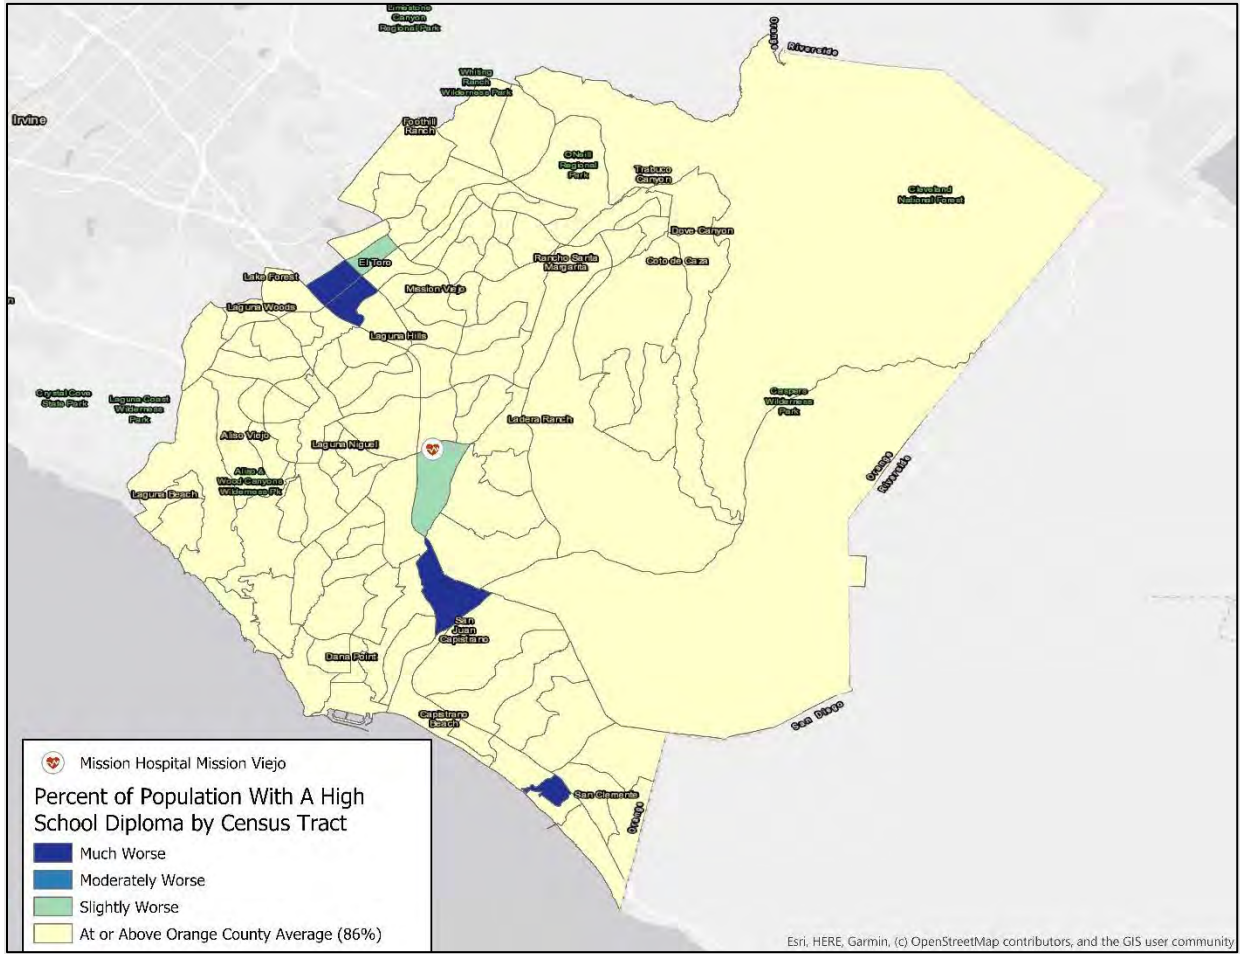 Limestone
Canyon
Regional Park
Orange
Riverside
Whiting
Ranch
Wilderness Park
Irvine
Foothill
Ranch
O'Neill
Regional
Park
Trabuco
Canyon
Cleveland
National Forest
Dove Canyon
El Toro
Rancho Santa
Margarita
Coto de Caza
Lake Forest
Mission Viejo
Laguna Woods
n
Laguna Hills
Crystal Cove
State Park
Laguna Coast
Wilderness
Park
Caspers
Wilderness
Park
Ladera Ranch
Aliso Viejo
Laguna Niguel
Orange
Riverside
Aliso &
Wood Canyons
Wilderness Pk
Laguna Beach
San
Juan
Capistrano
Dana Point
Capistrano
Beach
San Diego
San Clemente
Orange
Mission Hospital Mission Viejo
Percent of Population With A High
School Diploma by Census Tract
Much Worse
Moderately Worse
Slightly Worse
At or Above Orange County Average (86%)
Esri, HERE, Garmin, (c) OpenStreetMap contributors, and the GIS user community